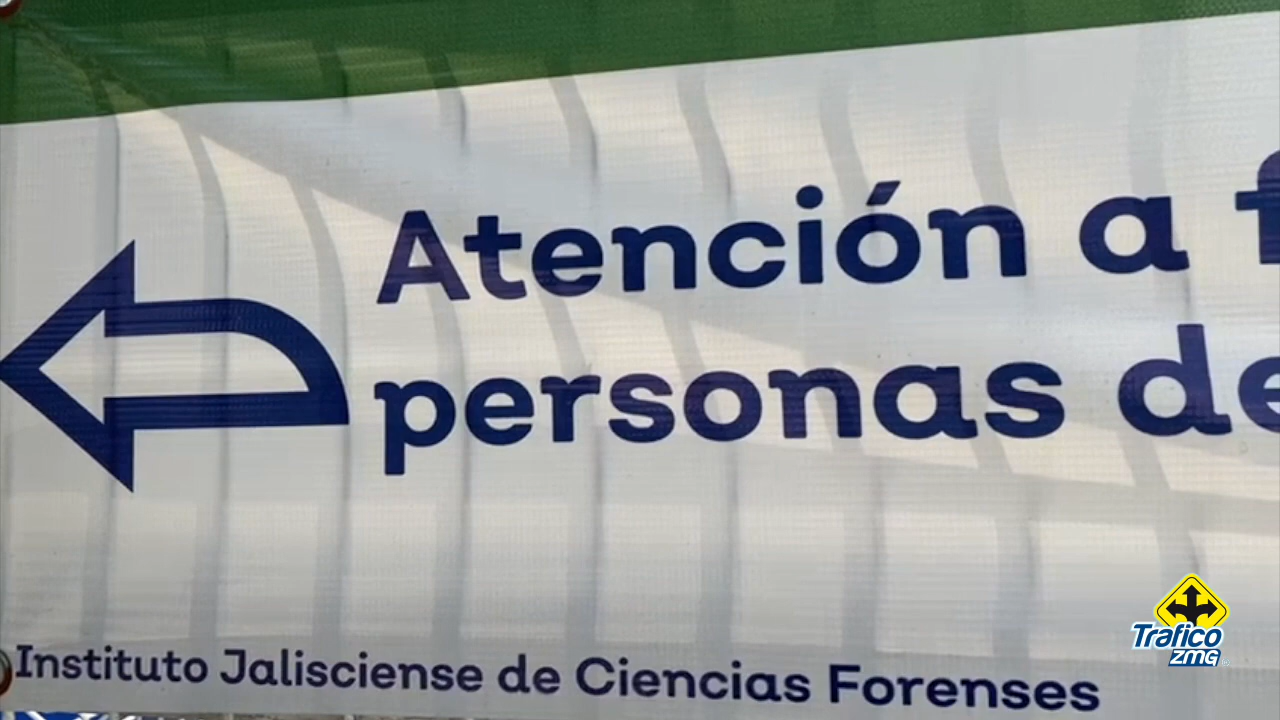 Atención a
personas de
Instituto Jalisciense de Ciencias Forenses
Trafico
ZMG